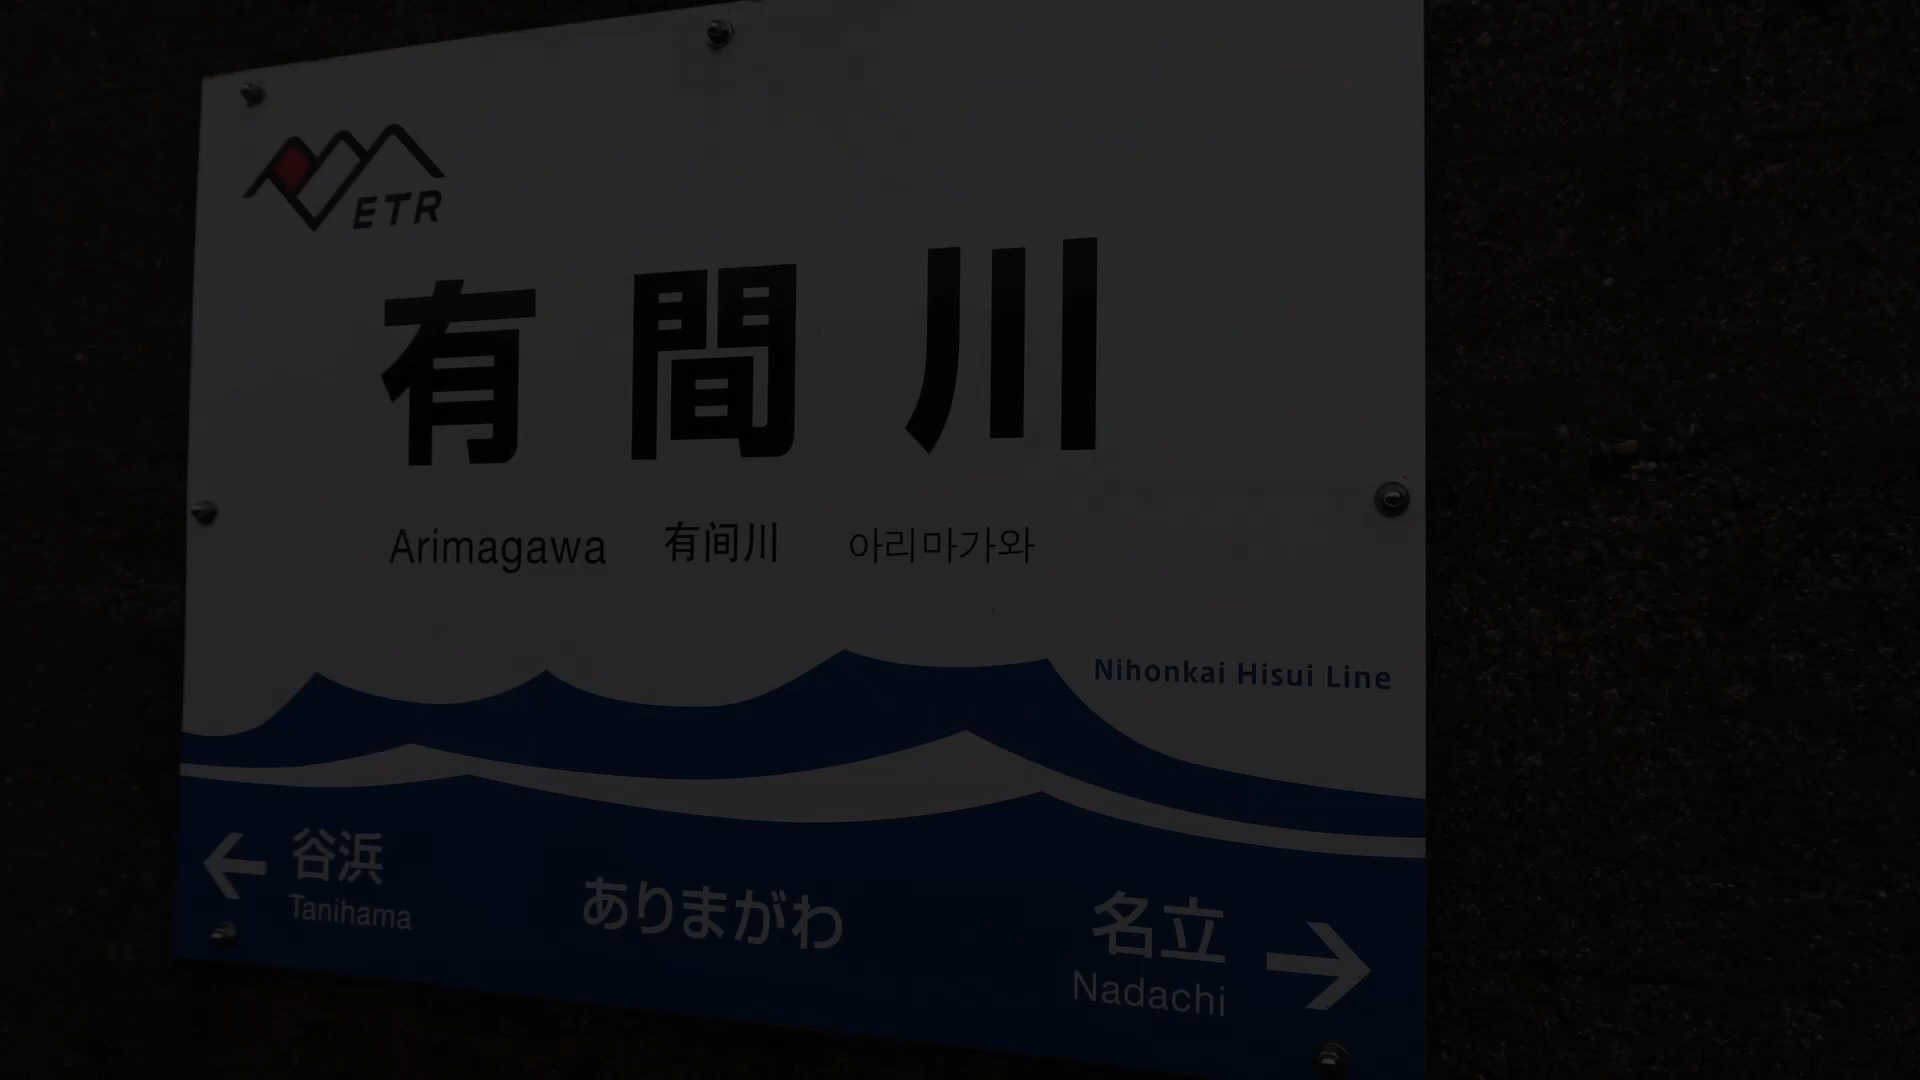 ETR
有間川
Arimagawa 有间川 아리마가와
Nihonkai Hisui Line
← 谷浜
Tanihama
ありまがわ
名立 →
Nadachi